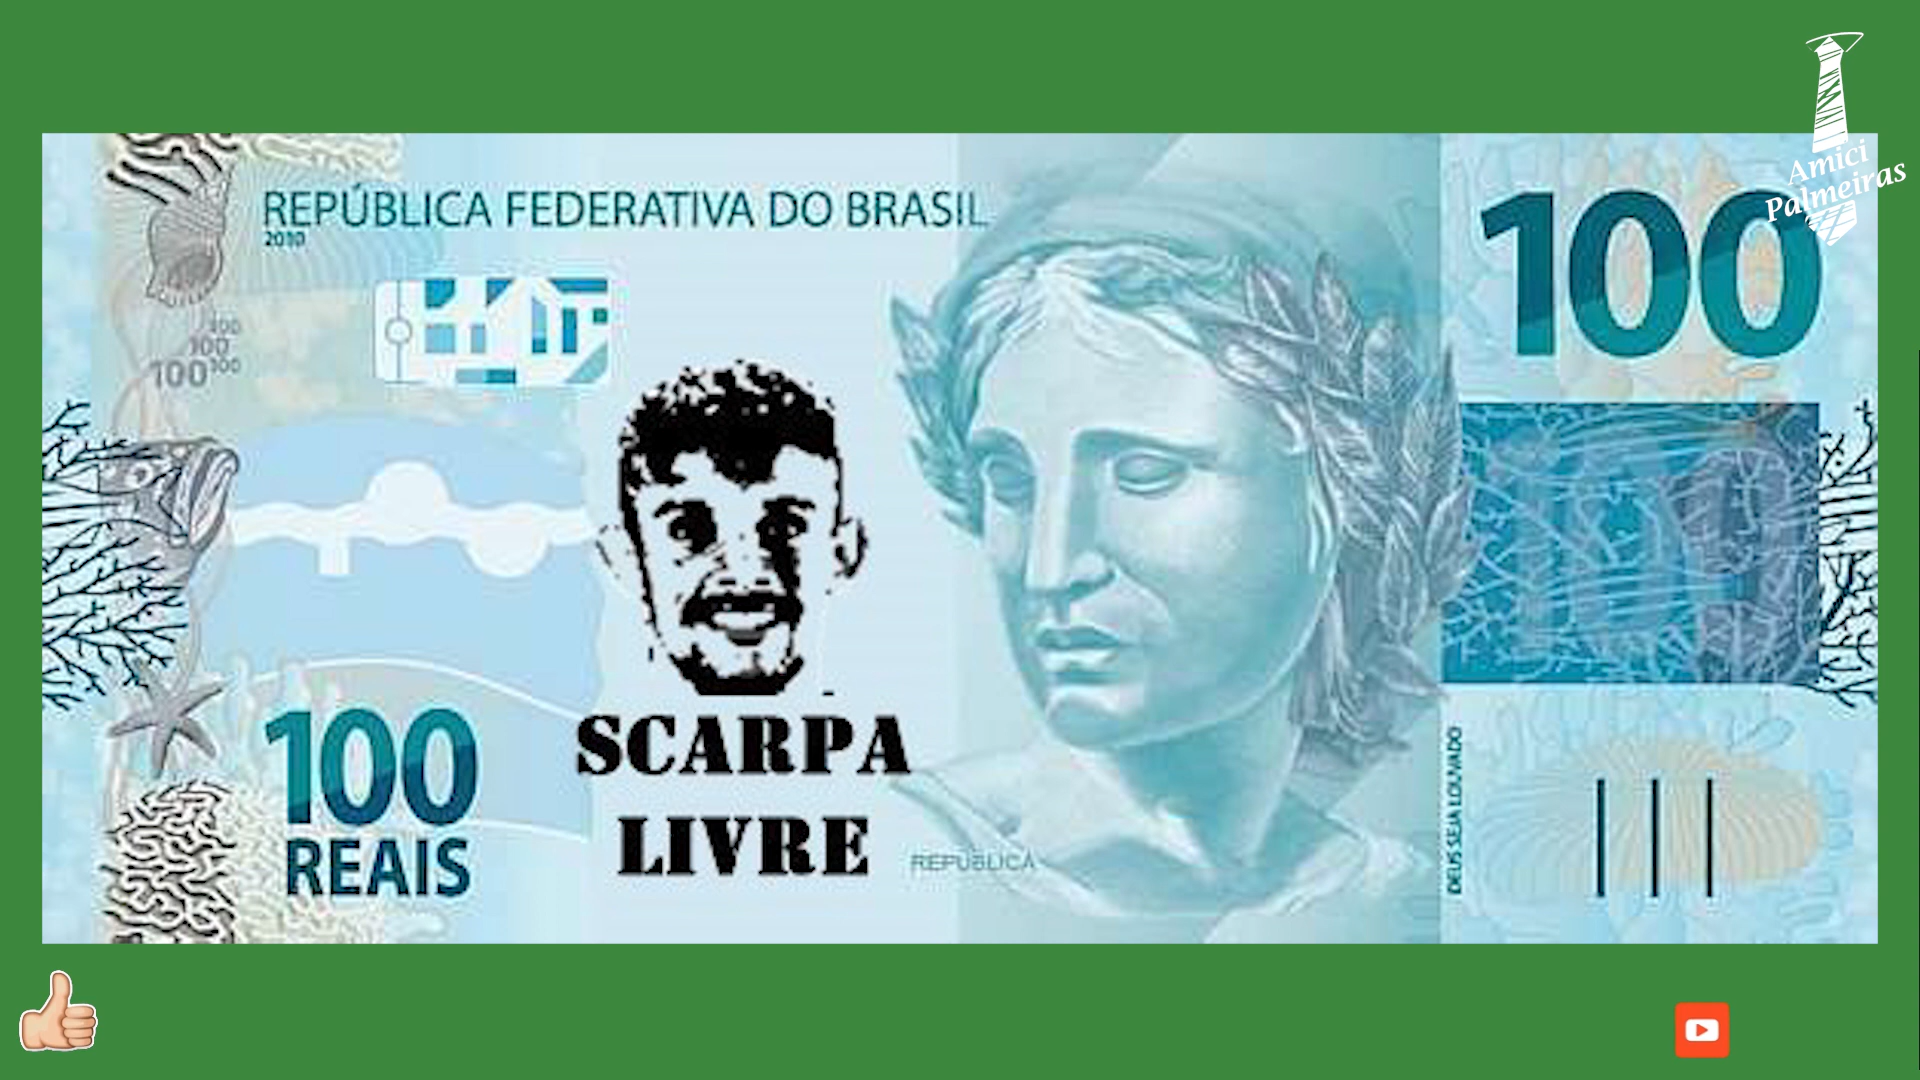 Amici
Palmeiras
REPÚBLICA FEDERATIVA DO BRASIL
2010
100
100
100
100
100
SCARPA
LIVRE
100
REAIS
REPÚBLICA
DEUS SEJA LOUVADO